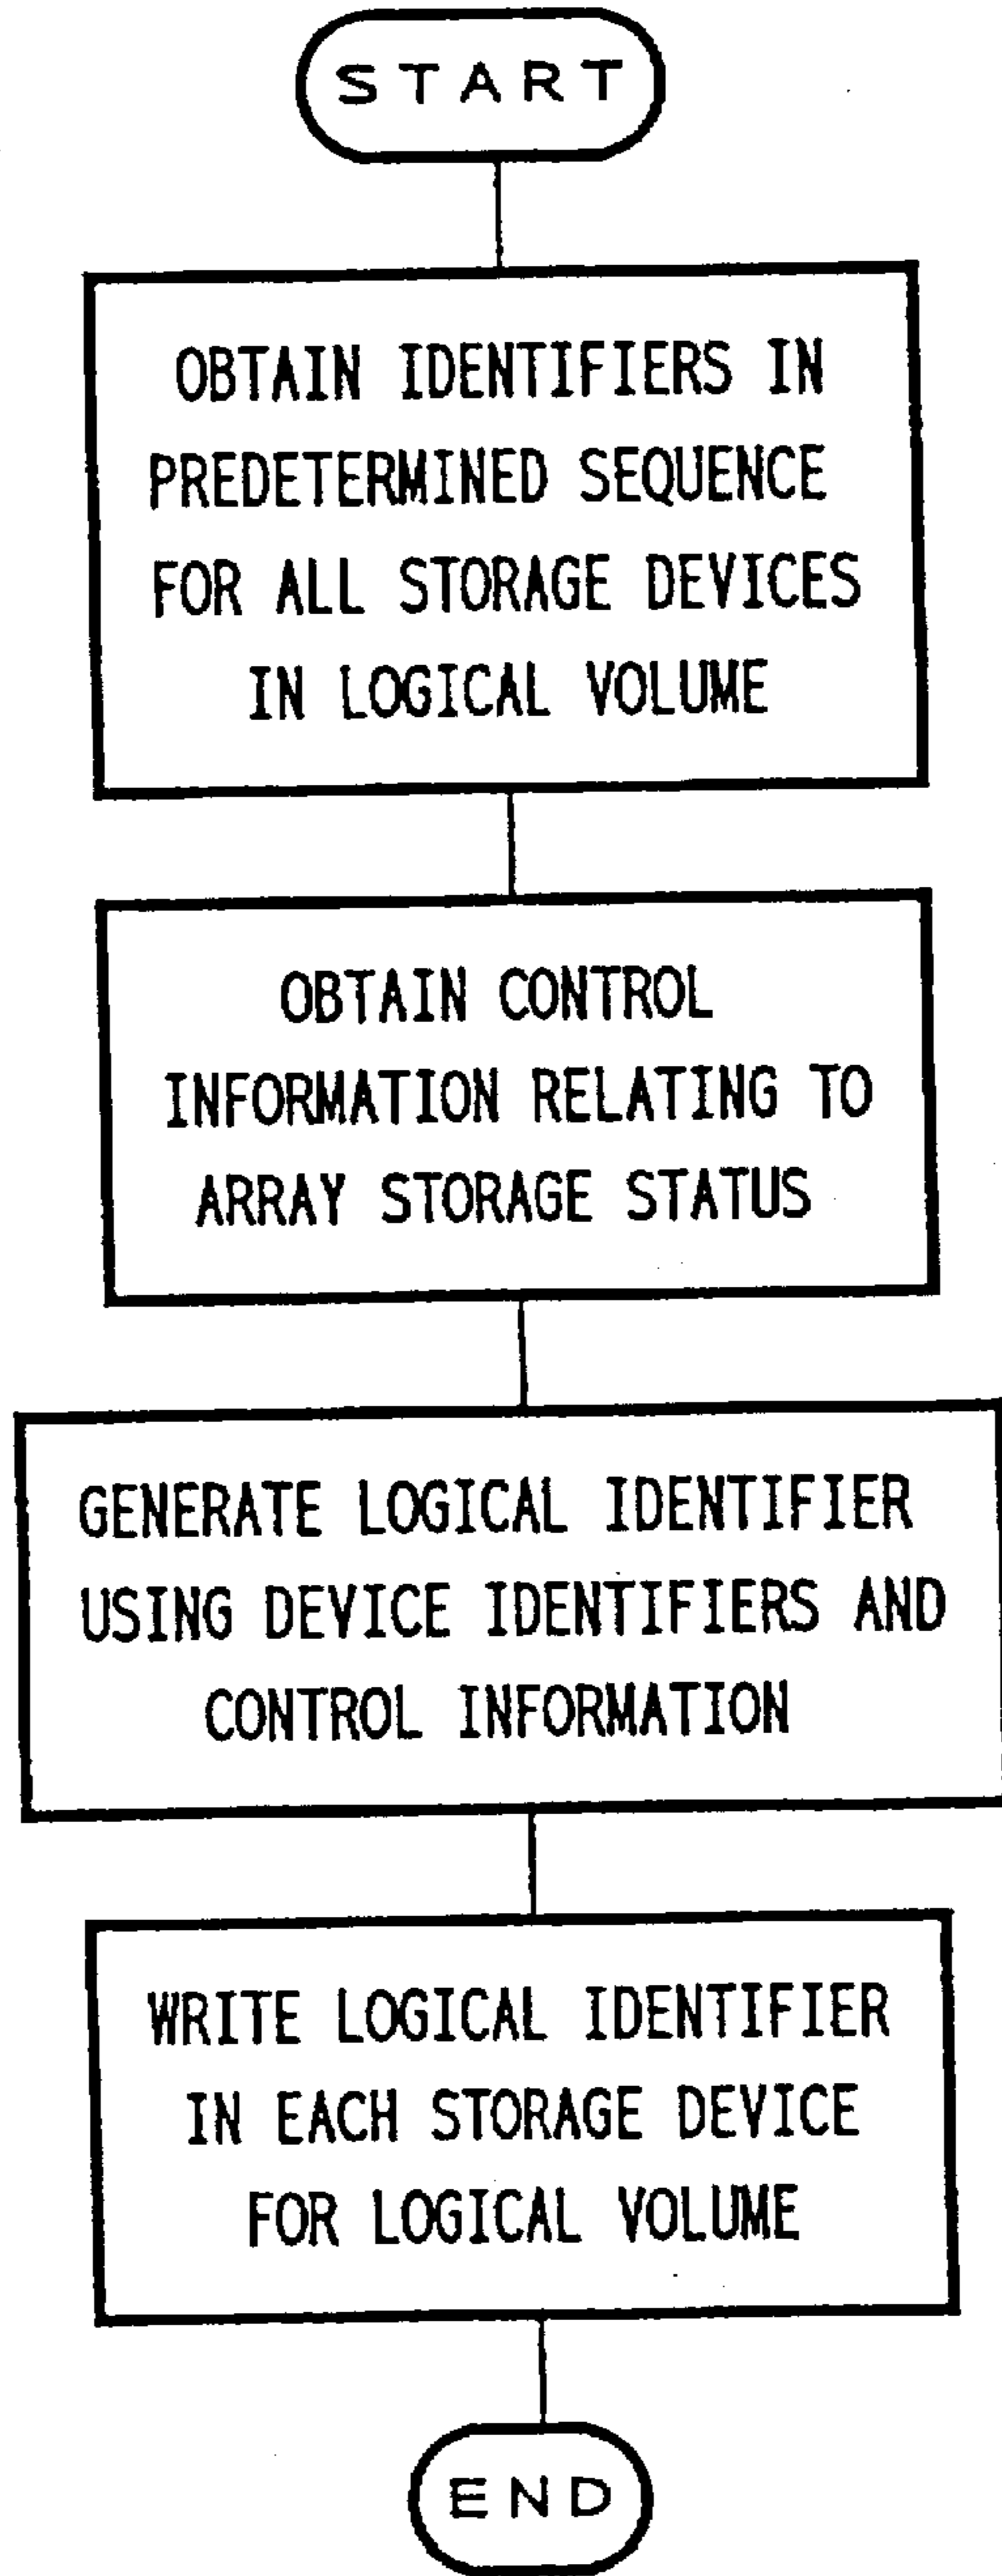 START
OBTAIN IDENTIFIERS IN
PREDETERMINED SEQUENCE
FOR ALL STORAGE DEVICES
IN LOGICAL VOLUME
OBTAIN CONTROL
INFORMATION RELATING TO
ARRAY STORAGE STATUS
GENERATE LOGICAL IDENTIFIER
USING DEVICE IDENTIFIERS AND
CONTROL INFORMATION
WRITE LOGICAL IDENTIFIER
IN EACH STORAGE DEVICE
FOR LOGICAL VOLUME
END